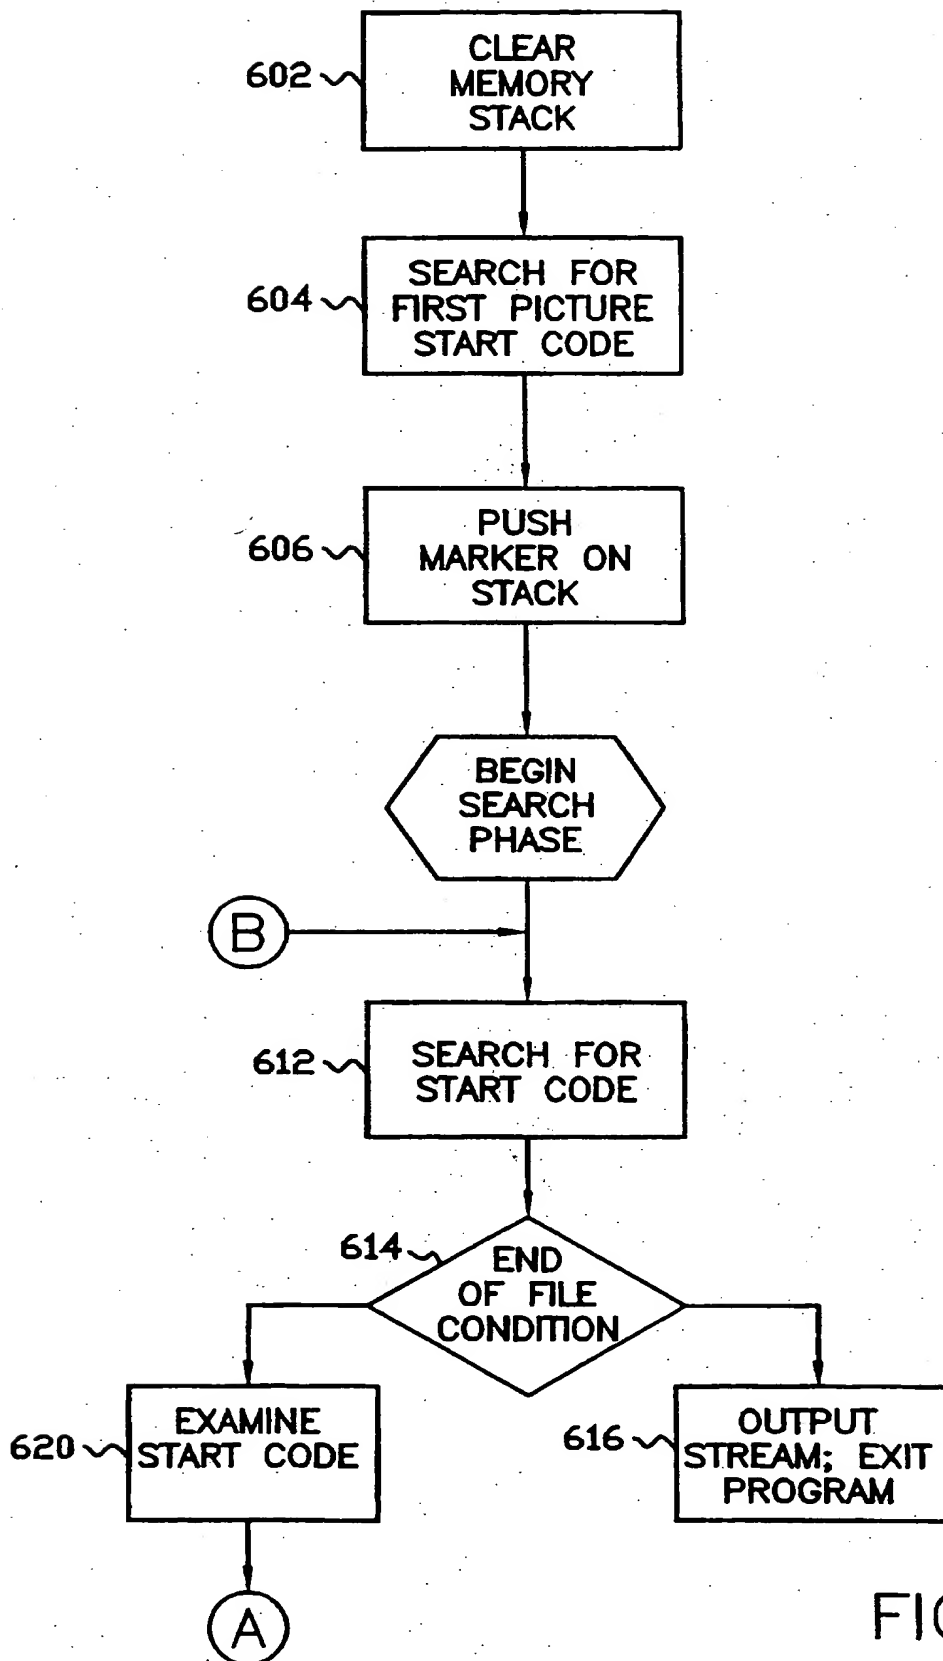 602
CLEAR
MEMORY
STACK
604
SEARCH FOR
FIRST PICTURE
START CODE
606
PUSH
MARKER ON
STACK
BEGIN
SEARCH
PHASE
B
612
SEARCH FOR
START CODE
614
END
OF FILE
CONDITION
620
EXAMINE
START CODE
616
OUTPUT
STREAM; EXIT
PROGRAM
A